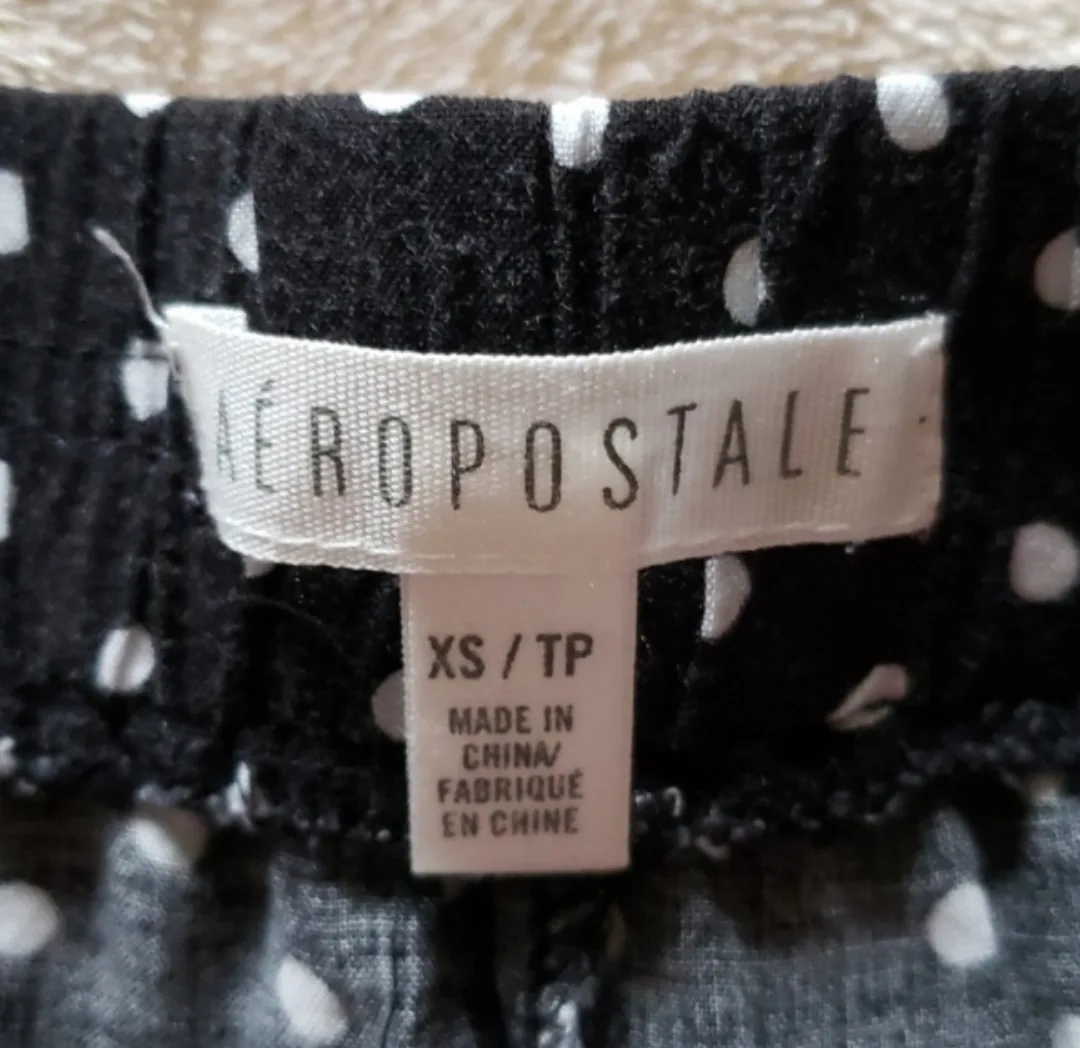 AÉROPOSTALE
XS / TP
MADE IN
CHINA/
FABRIQUÉ
EN CHINE